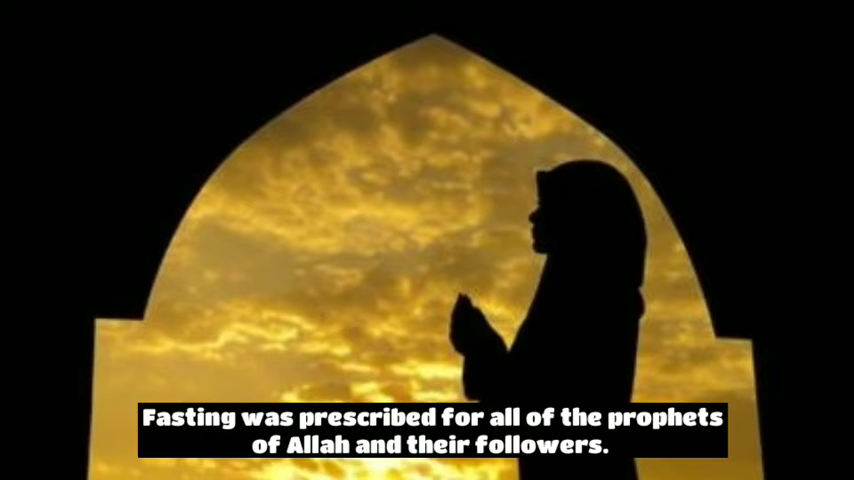 Fasting was prescribed for all of the prophets
of Allah and their followers.